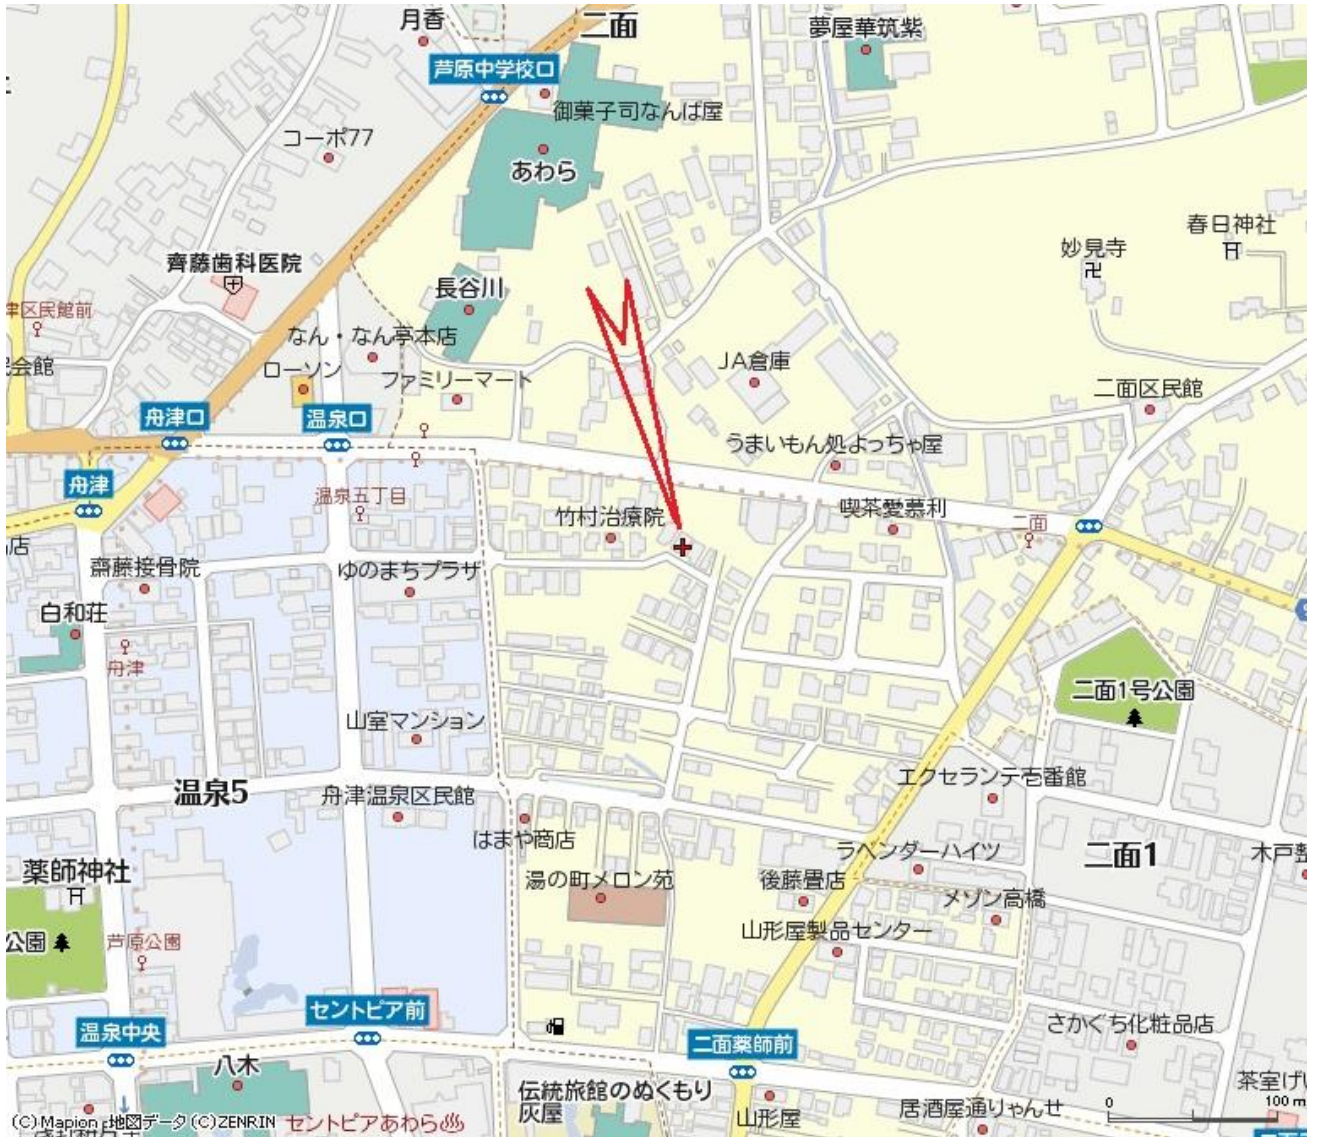 月香
二面
夢屋華筑紫
芦原中学校口
御菓子司なんば屋
コーポ77
あわら
春日神社
妙見寺
齊藤歯科医院
長谷川
津区民館前
なん・なん亭本店
会館
ローソン
ファミリーマート
JA倉庫
二面区民館
舟津口
温泉口
うまいもん処よっちゃ屋
舟津
温泉五丁目
竹村治療院
喫茶愛慕利
二面
店
齋藤接骨院
ゆのまちプラザ
白和荘
舟津
二面1号公園
山室マンション
温泉5
舟津温泉区民館
エクセランテ壱番館
はまや商店
ラベンダーハイツ
二面1
木戸整
薬師神社
湯の町メロン苑
後藤畳店
メゾン高橋
公園
芦原公園
山形屋製品センター
セントピア前
温泉中央
さかぐち化粧品店
二面薬師前
八木
伝統旅館のぬくもり
灰屋
茶室げ
山形屋
居酒屋通りゃんせ
0
100 m
(C)Mapion 地図データ(C)ZENRIN
セントピアあわら